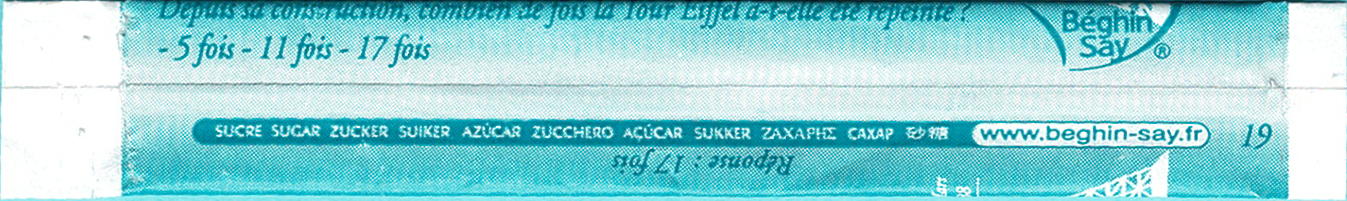 Depuis sa construction, combien de fois la Tour Eiffel a-t-elle été repeinte ?
- 5 fois - 11 fois - 17 fois
Béghin
Say ®
SUCRE SUGAR ZUCKER SUIKER AZÚCAR ZUCCHERO AÇÚCAR SUKKER ΖΑΧΑΡΗΣ CAXAP 砂糖 www.beghin-say.fr 19
Réponse : 17 fois